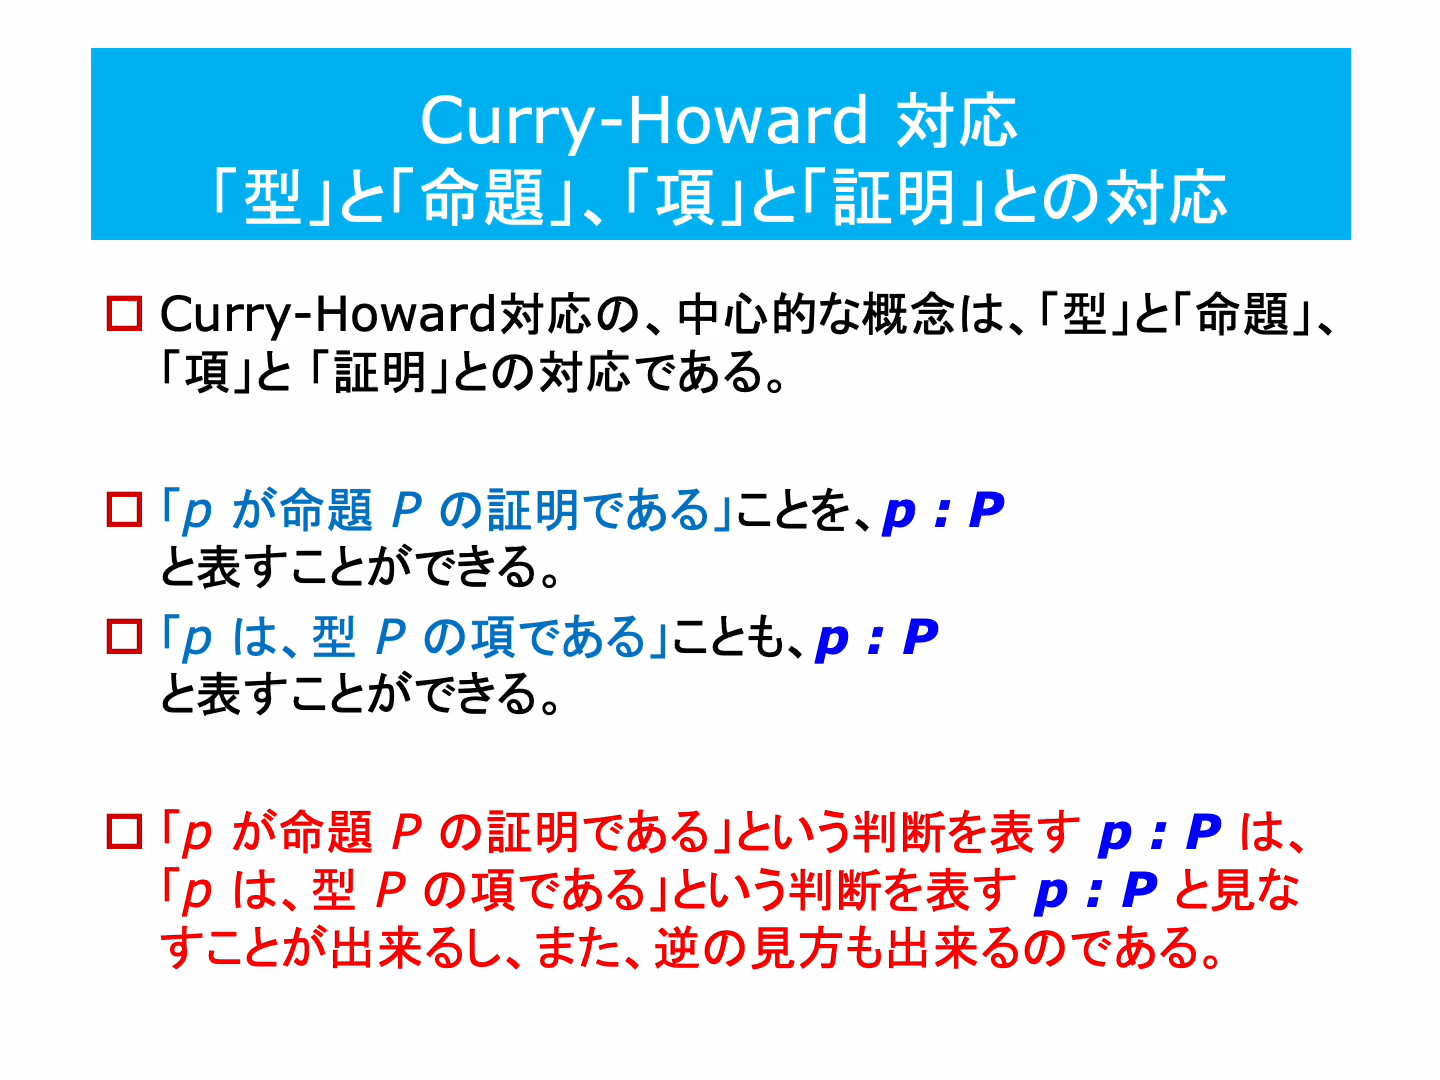 Curry-Howard 対応
「型」と「命題」、「項」と「証明」との対応
Curry-Howard対応の、中心的な概念は、「型」と「命題」、
「項」と 「証明」との対応である。
「p が命題 P の証明である」ことを、p : P
と表すことができる。
「p は、型 P の項である」ことも、p : P
と表すことができる。
「p が命題 P の証明である」という判断を表す p : P は、
「p は、型 P の項である」という判断を表す p : P と見な
すことが出来るし、また、逆の見方も出来るのである。